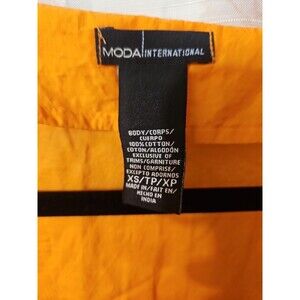 MODA INTERNATIONAL
BODY/CORPS/
CUERPO
100% COTTON/
COTON/ALGODÓN
EXCLUSIVE OF
TRIMS/GARNITURE
NON COMPRISE/
EXCEPTO ADORNOS
XS/TP/XP
MADE IN/FAIT EN/
HECHO EN
INDIA